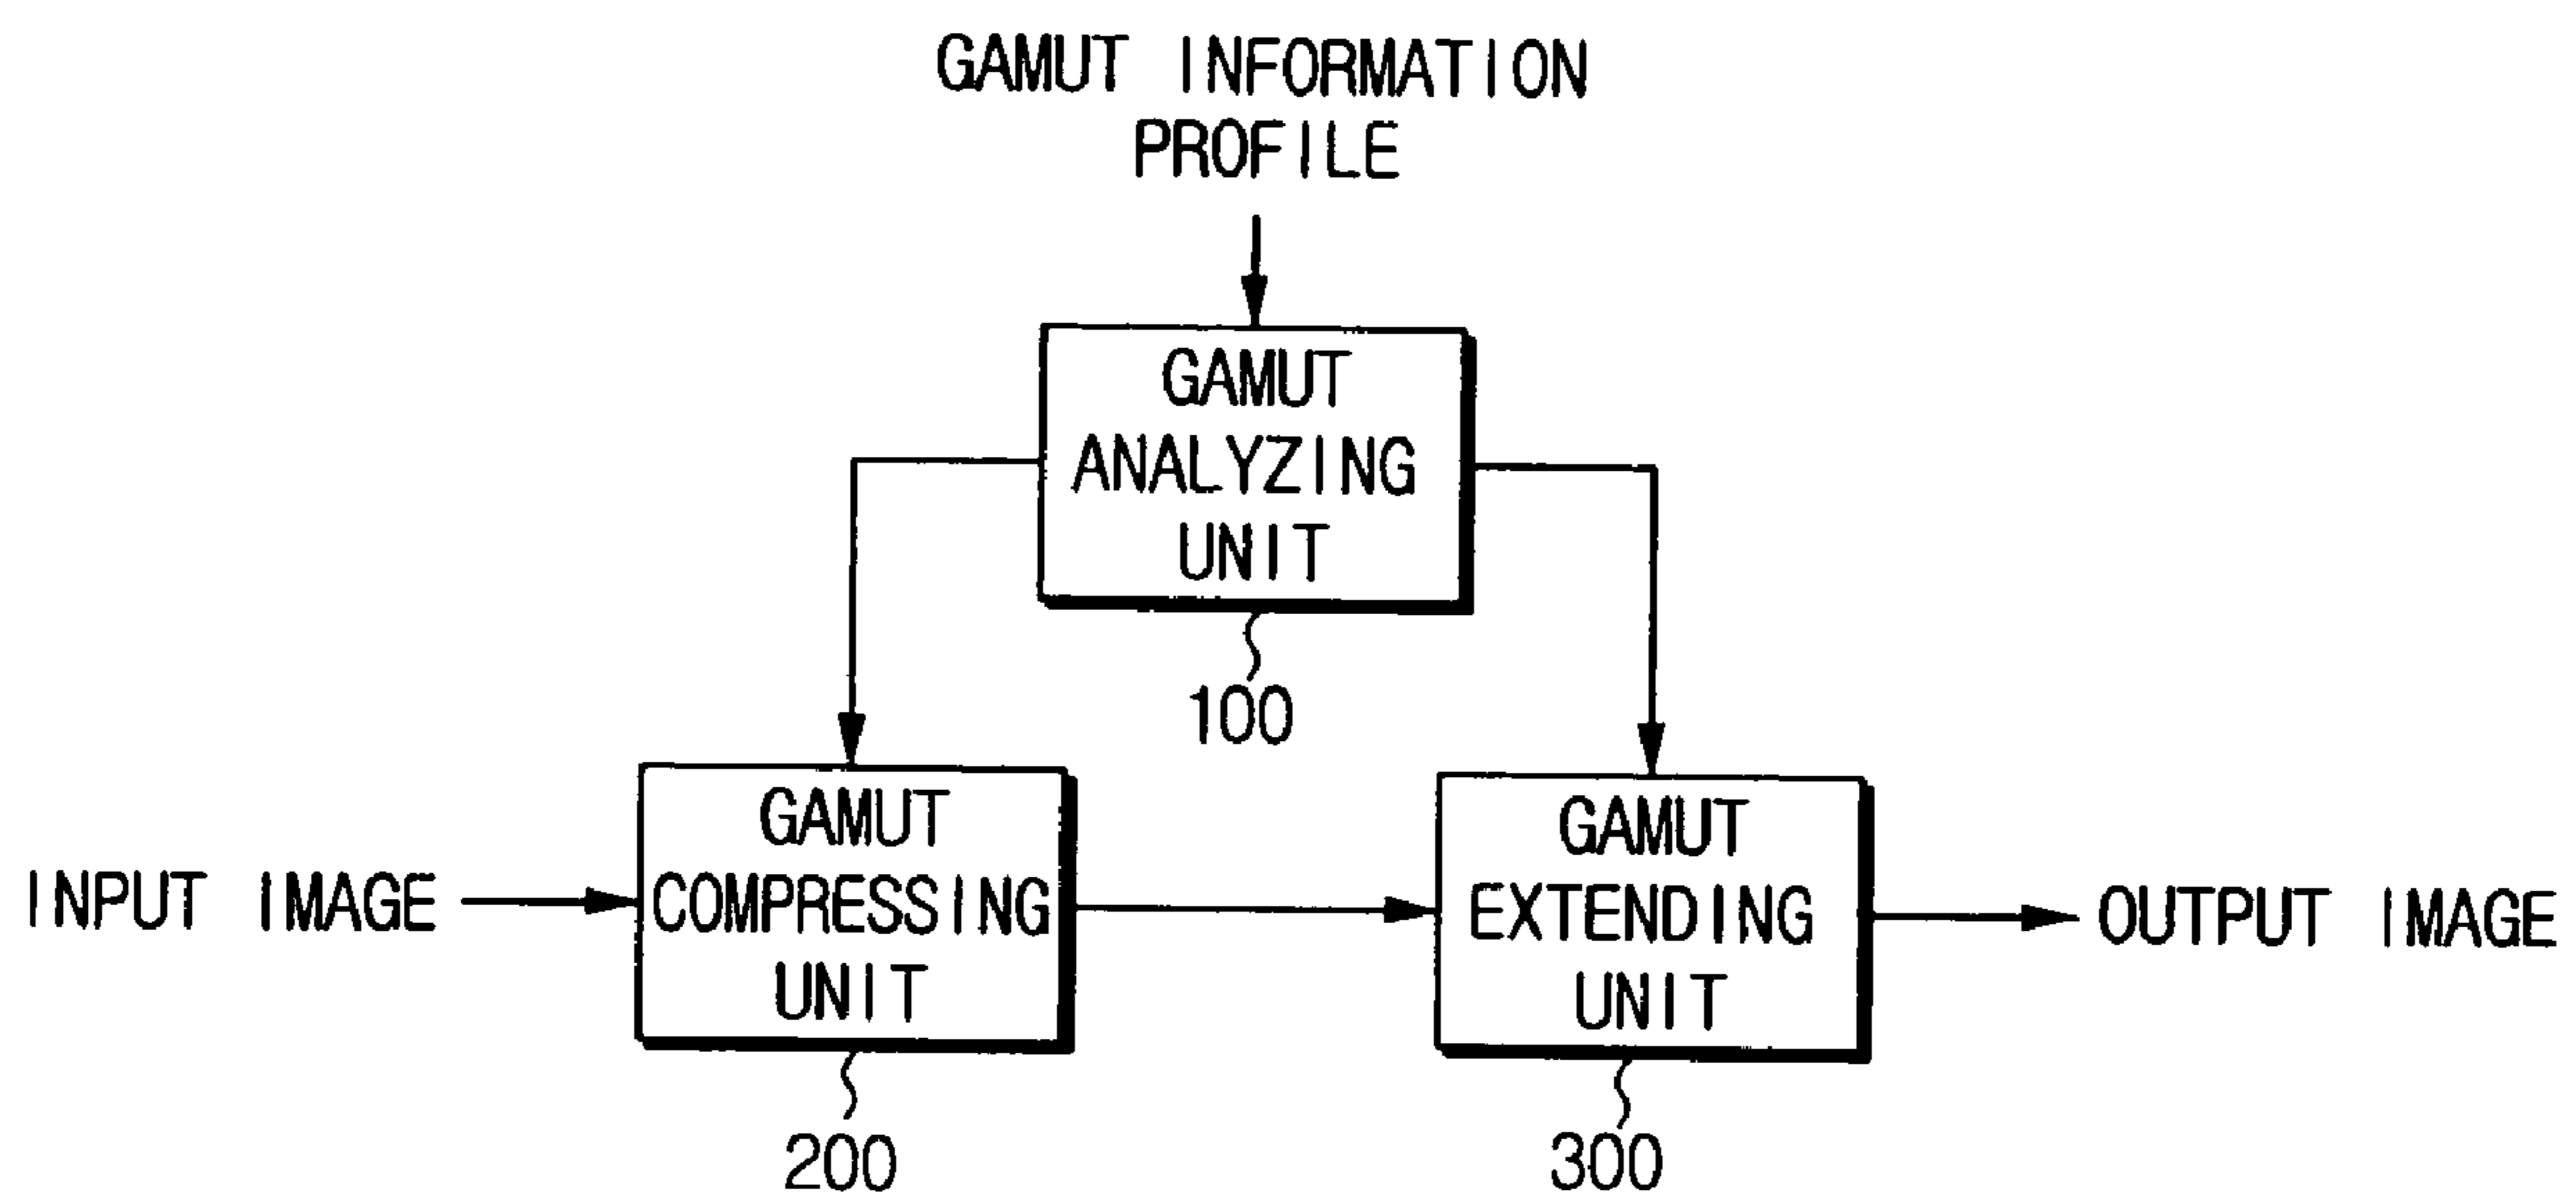 GAMUT INFORMATION
PROFILE
GAMUT
ANALYZING
UNIT
100
GAMUT
COMPRESSING
UNIT
200
GAMUT
EXTENDING
UNIT
300
INPUT IMAGE
OUTPUT IMAGE